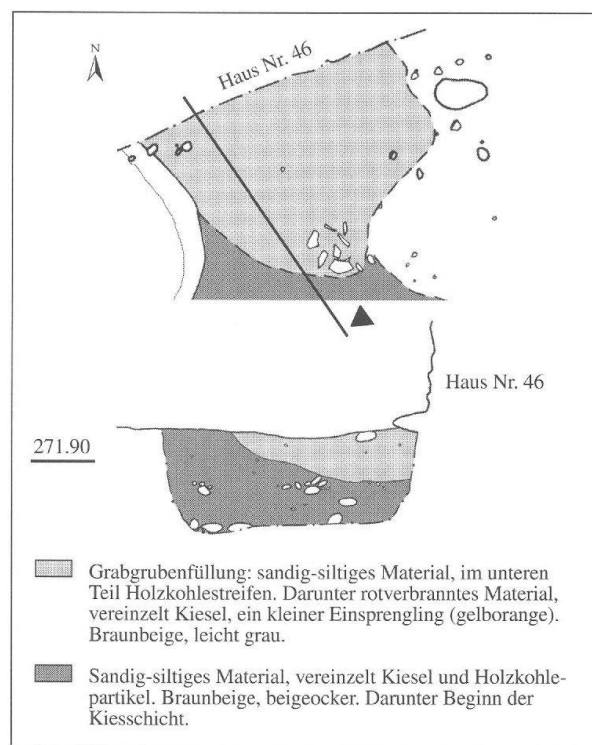 N
Haus Nr. 46
Haus Nr. 46
271.90
Grabgrubenfüllung: sandig-siltiges Material, im unteren
Teil Holzkohlestreifen. Darunter rotverbranntes Material,
vereinzelt Kiesel, ein kleiner Einsprengling (gelborange).
Braunbeige, leicht grau.
Sandig-siltiges Material, vereinzelt Kiesel und Holzkohle-
partikel. Braunbeige, beigeocker. Darunter Beginn der
Kiesschicht.